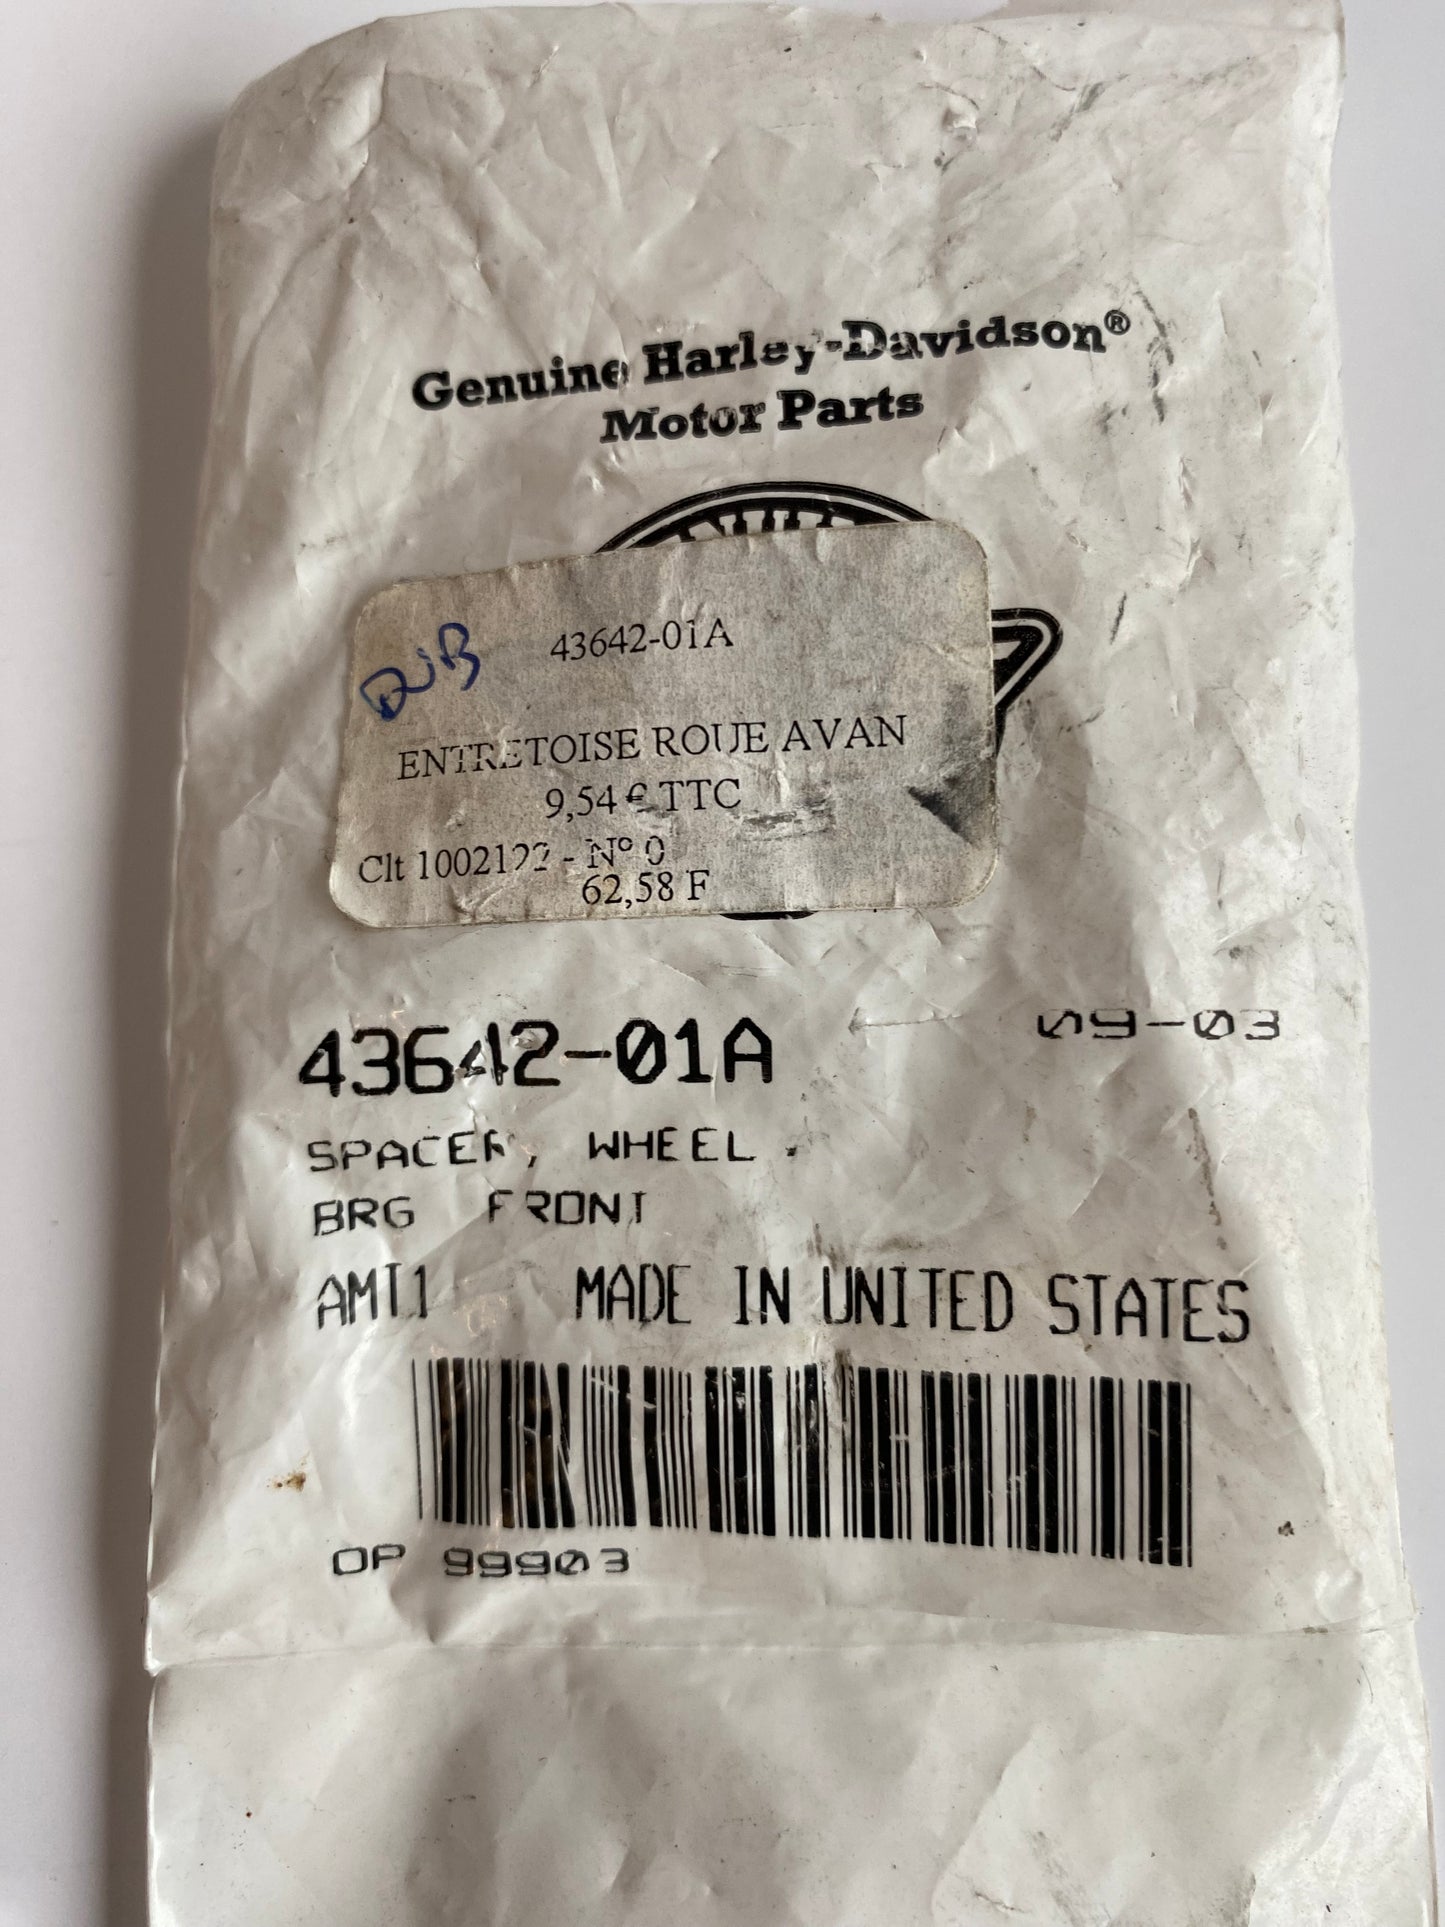 Genuine Harley-Davidson®
Motor Parts
43642-01A
ENTRETOISE ROUE AVAN
9,54 € TTC
Clt 1002122 - N° 0
62,58 F
43642-01A
09-03
SPACER, WHEEL
BRG FRONT
AMT1 MADE IN UNITED STATES
OP 99903